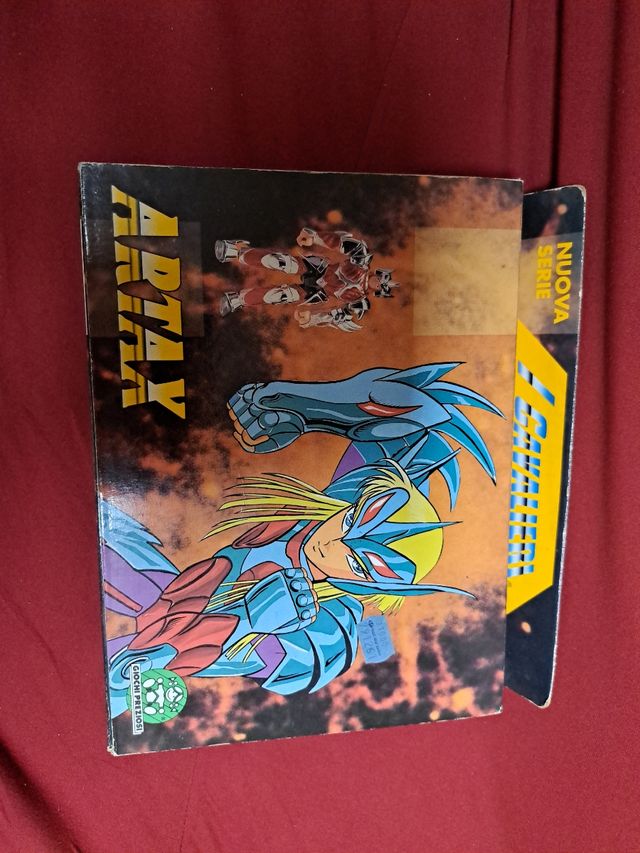 NUOVA
SERIE
I CAVALIERI
ARTAX
GIOCHI PREZIOSI